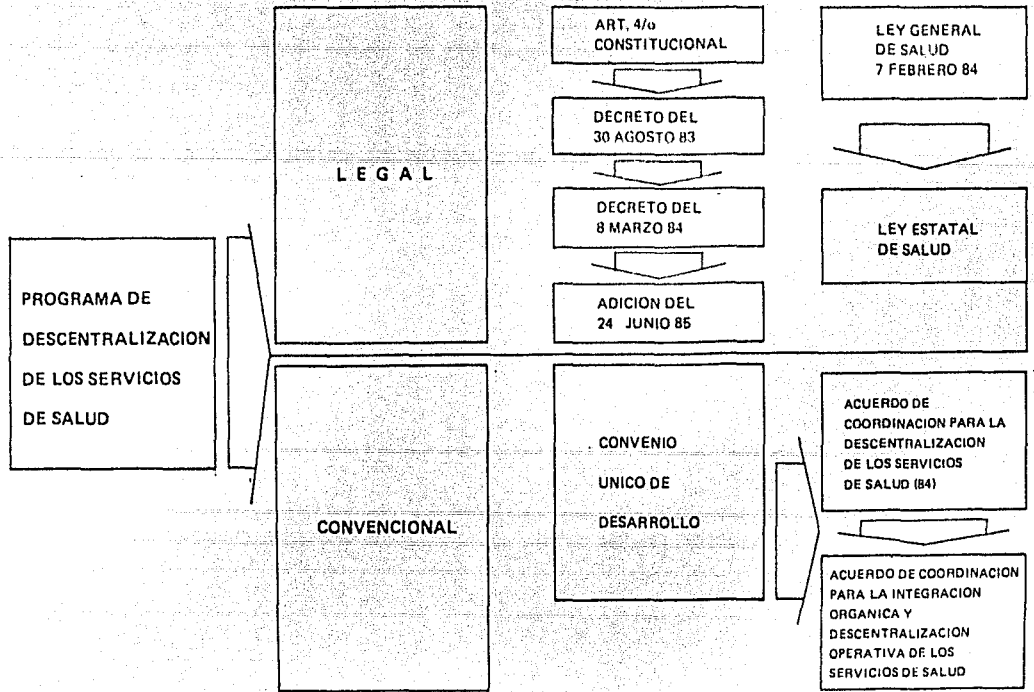 PROGRAMA DE
DESCENTRALIZACION
DE LOS SERVICIOS
DE SALUD
LEGAL
ART, 4/o
CONSTITUCIONAL
DECRETO DEL
30 AGOSTO 83
DECRETO DEL
8 MARZO 84
ADICION DEL
24 JUNIO 85
LEY GENERAL
DE SALUD
7 FEBRERO 84
LEY ESTATAL
DE SALUD
CONVENCIONAL
CONVENIO
UNICO DE
DESARROLLO
ACUERDO DE
COORDINACION PARA LA
DESCENTRALIZACION
DE LOS SERVICIOS
DE SALUD (84)
ACUERDO DE COORDINACION
PARA LA INTEGRACION
ORGANICA Y
DESCENTRALIZACION
OPERATIVA DE LOS
SERVICIOS DE SALUD